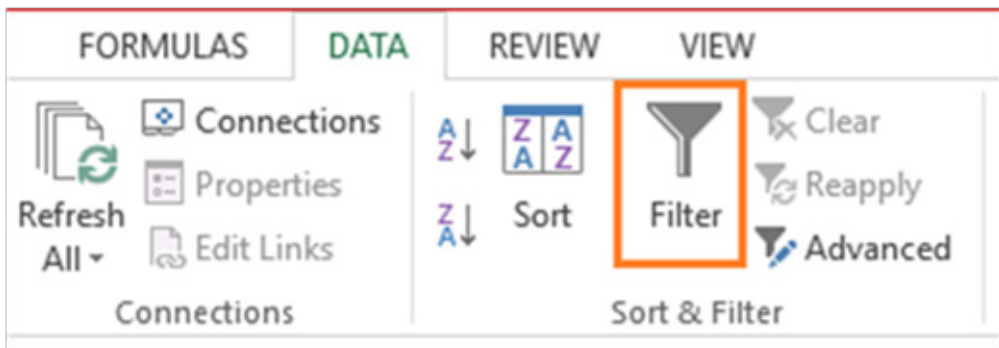 FORMULAS DATA REVIEW VIEW
Refresh All
Connections
Properties
Edit Links
Connections
A Z
Z A
Z A A Z
Sort
Filter
Clear
Reapply
Advanced
Sort & Filter